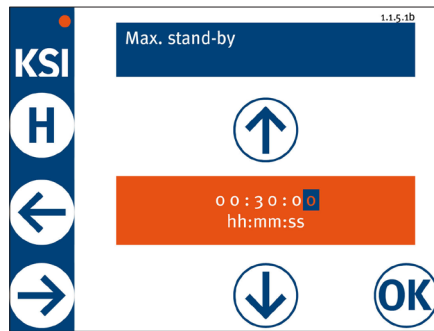 1.1.5.1b
KSI
Max. stand-by
H
00:30:00
hh:mm:ss
OK